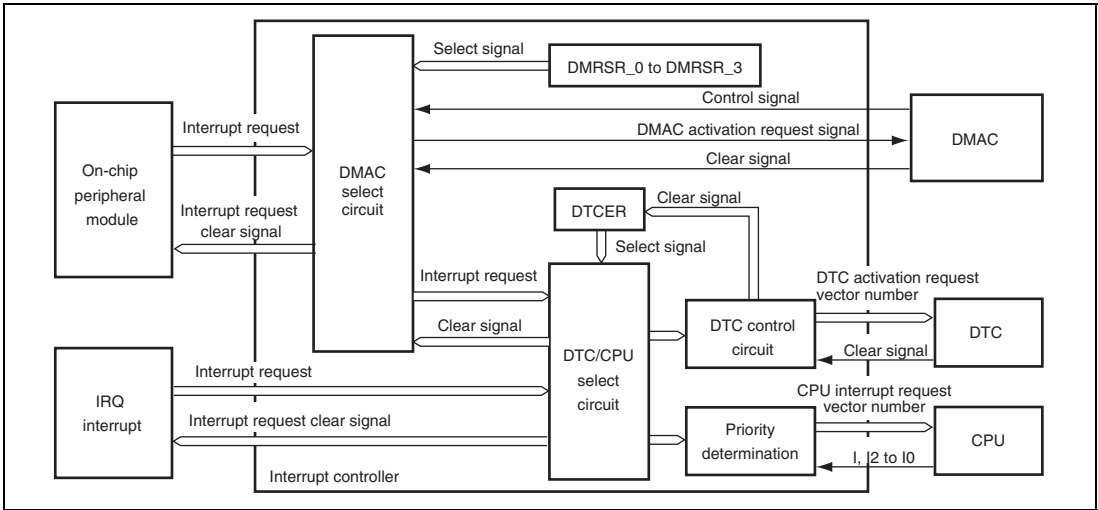 Select signal
DMRSR_0 to DMRSR_3
Control signal
Interrupt request
DMAC activation request signal
DMAC
On-chip
peripheral
module
DMAC
select
circuit
Clear signal
Interrupt request
clear signal
DTCER
Clear signal
Select signal
Interrupt request
DTC activation request
vector number
Clear signal
DTC/CPU
select
circuit
DTC control
circuit
DTC
Clear signal
IRQ
interrupt
Interrupt request
Interrupt request clear signal
CPU interrupt request
vector number
Priority
determination
CPU
I, I2 to I0
Interrupt controller